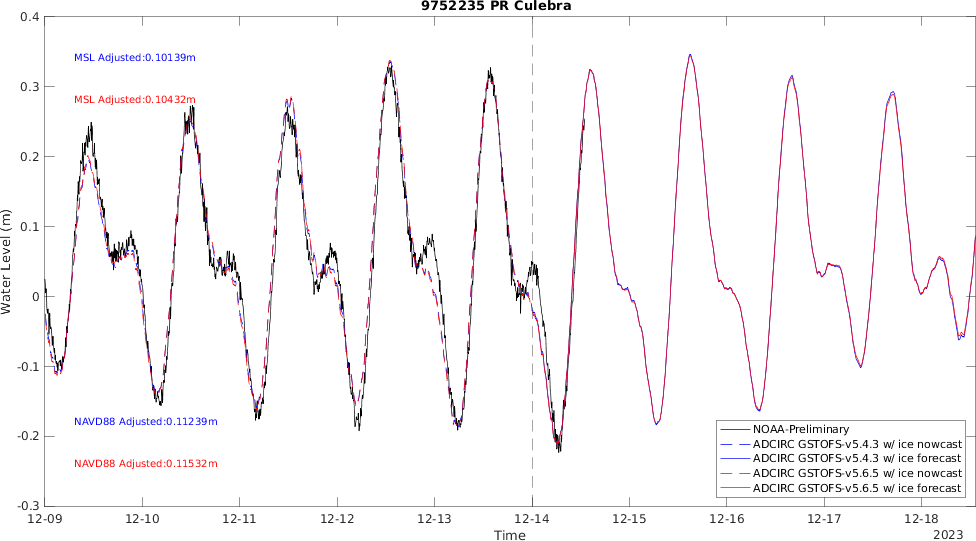 9752235 PR Culebra
0.4
0.3
0.2
0.1
0
-0.1
-0.2
-0.3
Water Level (m)
MSL Adjusted:0.10139m
MSL Adjusted:0.10432m
NAVD88 Adjusted:0.11239m
NAVD88 Adjusted:0.11532m
NOAA-Preliminary
ADCIRC GSTOFS-v5.4.3 w/ ice nowcast
ADCIRC GSTOFS-v5.4.3 w/ ice forecast
ADCIRC GSTOFS-v5.6.5 w/ ice nowcast
ADCIRC GSTOFS-v5.6.5 w/ ice forecast
12-09 12-10 12-11 12-12 12-13 12-14 12-15 12-16 12-17 12-18
Time
2023